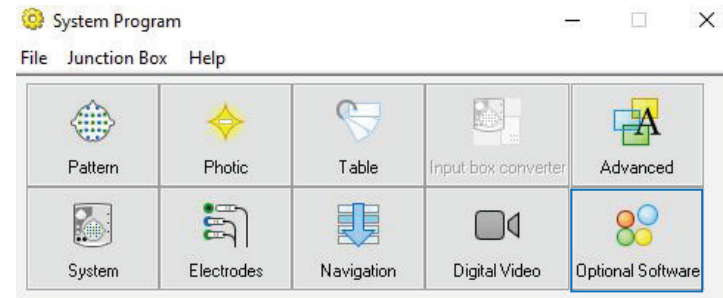 System Program
File Junction Box Help
Pattern Photic Table Input box converter Advanced
System Electrodes Navigation Digital Video Optional Software